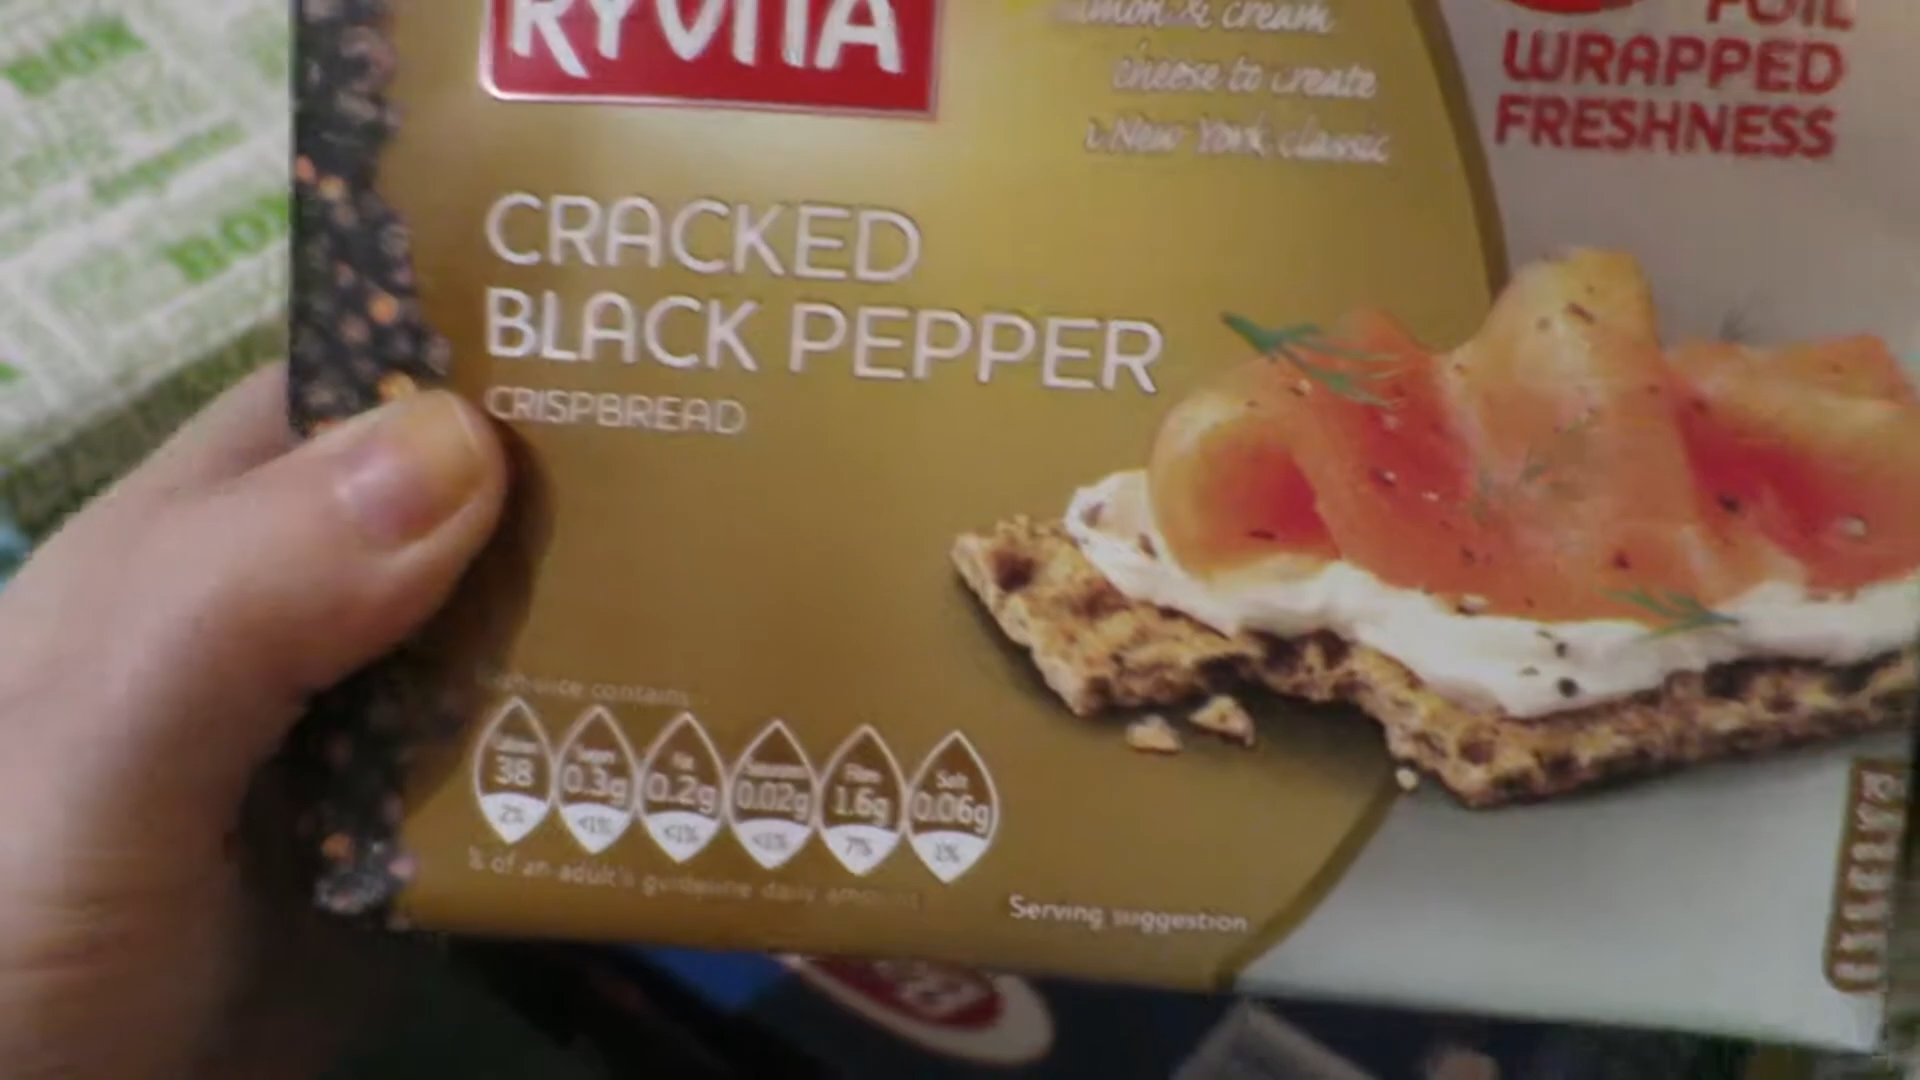 RYVITA
& cream
cheese to create
New York classic
FOIL
WRAPPED
FRESHNESS
CRACKED
BLACK PEPPER
CRISPBREAD
slice contains
38 0.3g 0.2g 0.02g 1.6g Salt 0.06g
2% <1% <1% <1% 7% 1%
% of an adult's guideline daily amount
Serving suggestion